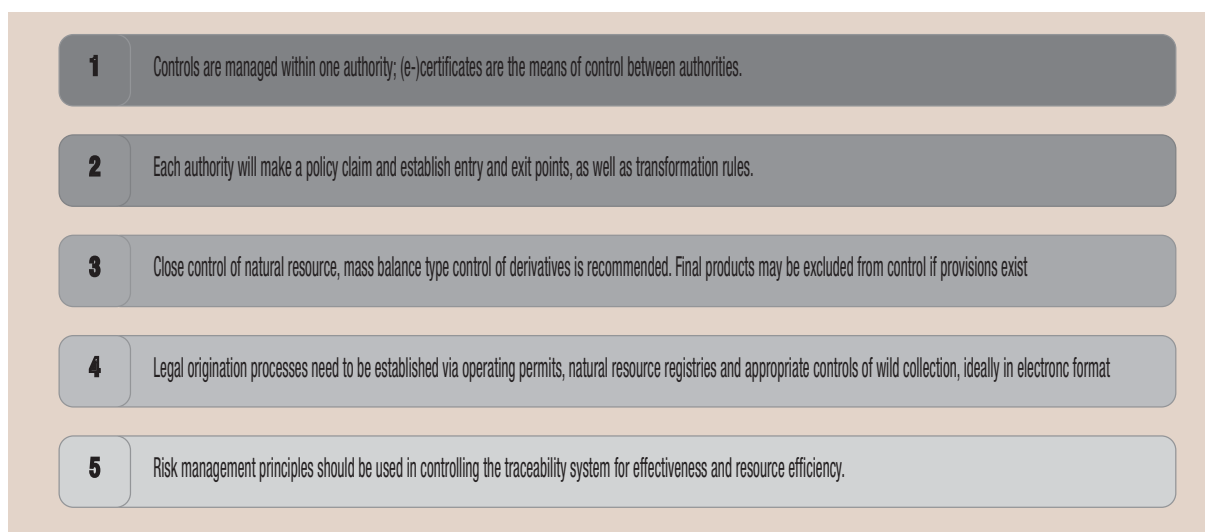 1 Controls are managed within one authority; (e-)certificates are the means of control between authorities.
2 Each authority will make a policy claim and establish entry and exit points, as well as transformation rules.
3 Close control of natural resource, mass balance type control of derivatives is recommended. Final products may be excluded from control if provisions exist
4 Legal origination processes need to be established via operating permits, natural resource registries and appropriate controls of wild collection, ideally in electronc format
5 Risk management principles should be used in controlling the traceability system for effectiveness and resource efficiency.